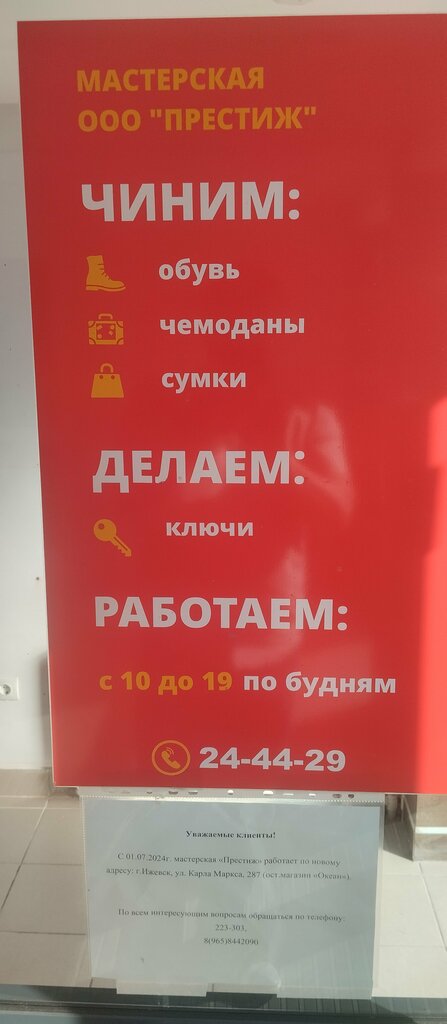 МАСТЕРСКАЯ
ООО "ПРЕСТИЖ"
ЧИНИМ:
обувь
чемоданы
сумки
ДЕЛАЕМ:
ключи
РАБОТАЕМ:
с 10 до 19 по будням
24-44-29
Уважаемые клиенты!
С 01.07.2024г. мастерская «Престиж» работает по новому
адресу: г.Ижевск, ул. Карла Маркса, 287 (ост.магазин «Океан»).
По всем интересующим вопросам обращаться по телефону:
223-303,
8(965)8442090